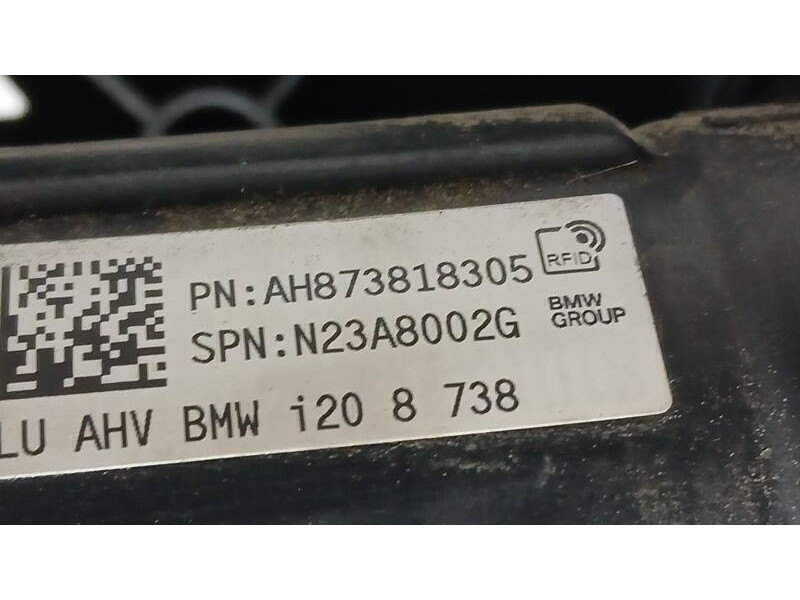 PN:AH873818305
RFID
SPN:N23A8002G
BMW
GROUP
LU AHV BMW i20 8 738